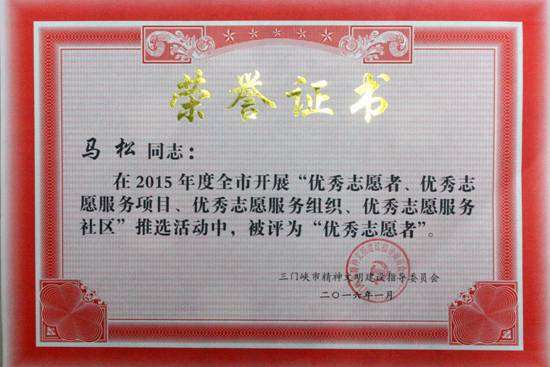 荣誉证书
马松 同志：
在2015年度全市开展“优秀志愿者、优秀志
愿服务项目、优秀志愿服务组织、优秀志愿服务
社区”推选活动中，被评为“优秀志愿者”。
三门峡市精神文明建设指导委员会
二〇一六年一月